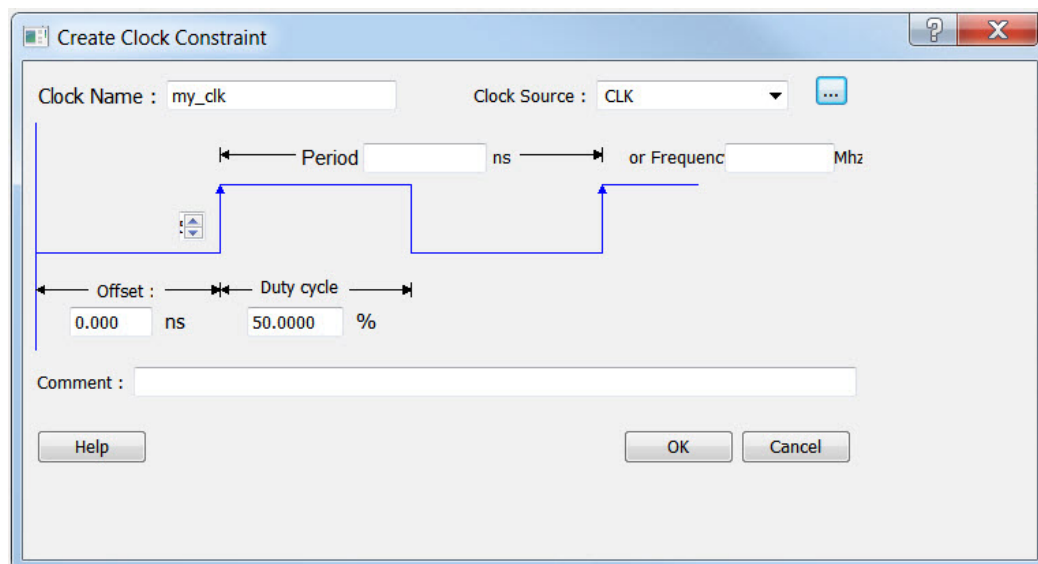 Create Clock Constraint
Clock Name : my_clk Clock Source : CLK ...
Period ns or Frequenc Mhz
Offset : Duty cycle
0.000 ns 50.0000 %
Comment :
Help OK Cancel